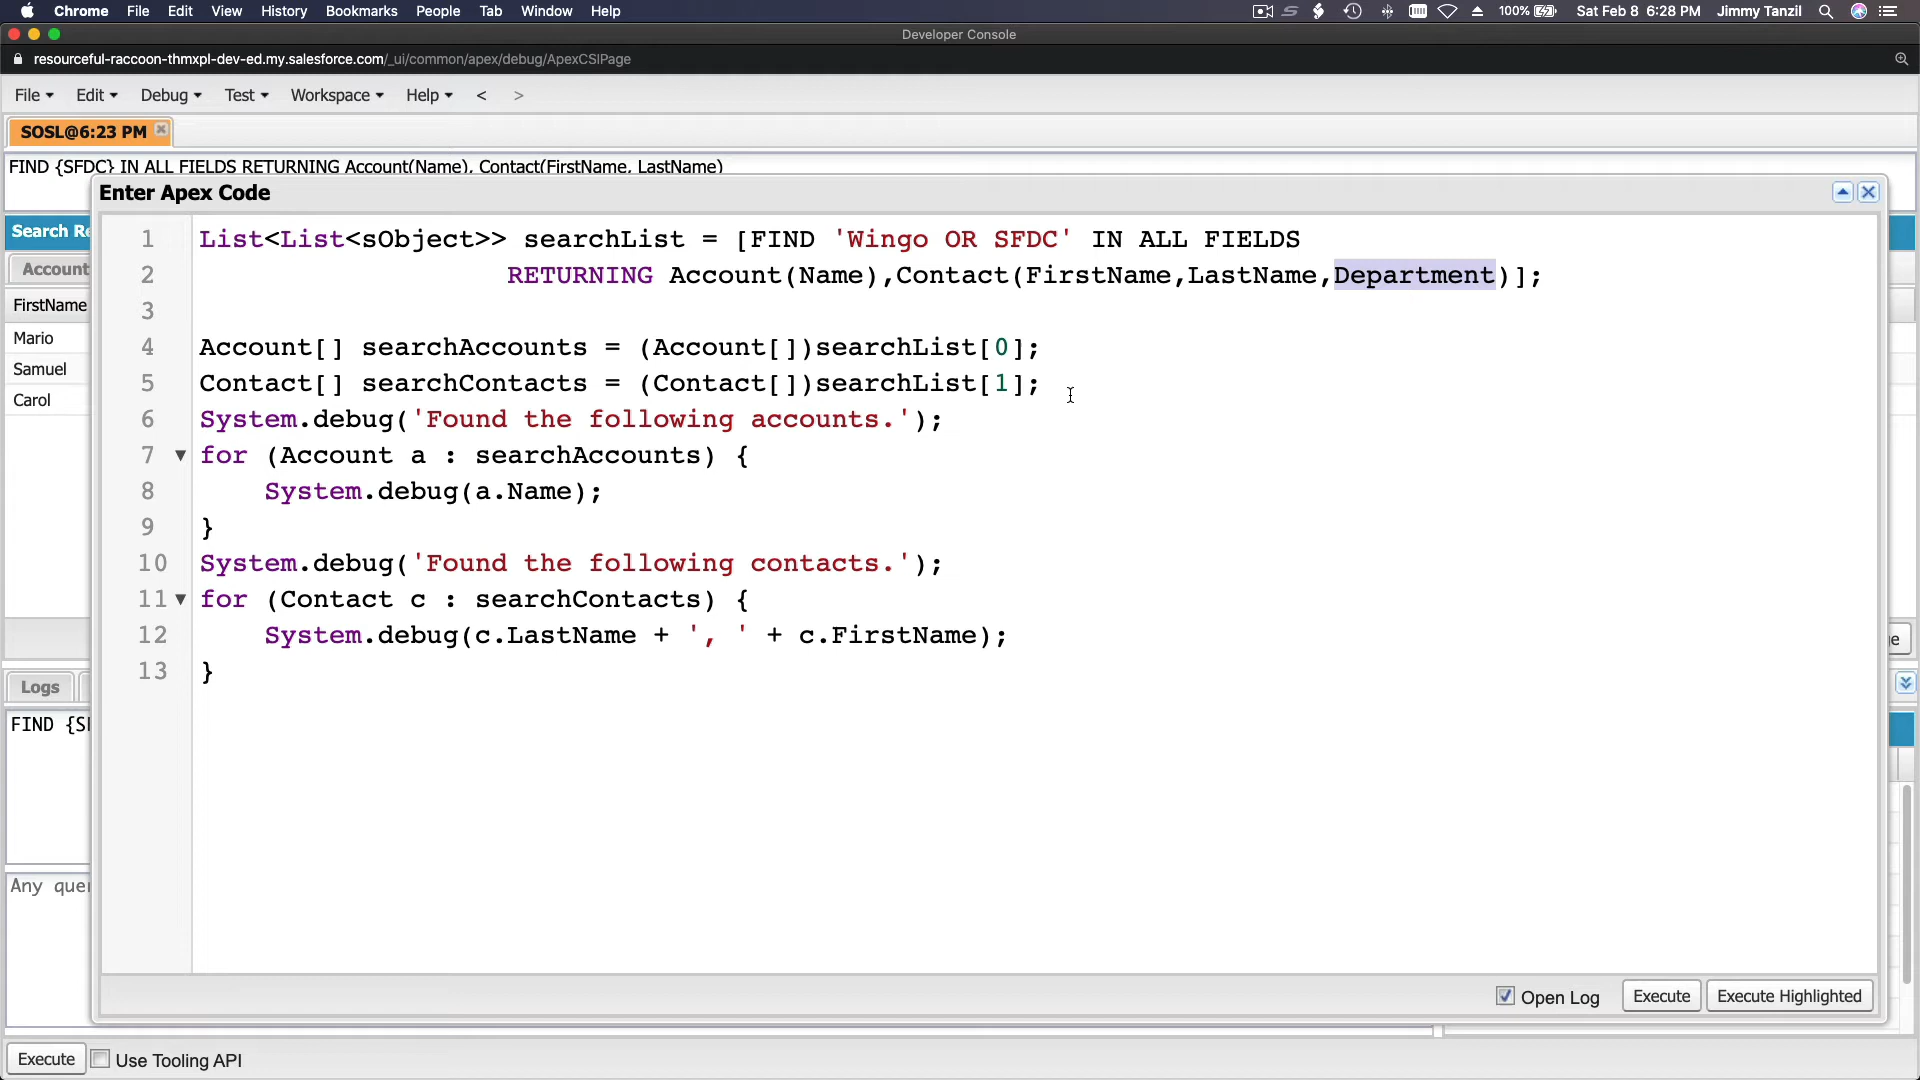 Chrome File Edit View History Bookmarks People Tab Window Help 100% Sat Feb 8 6:28 PM Jimmy Tanzil
Developer Console
resourceful-raccoon-thmxpl-dev-ed.my.salesforce.com/_ui/common/apex/debug/ApexCSIPage
File Edit Debug Test Workspace Help < >
SOSL@6:23 PM
FIND {SFDC} IN ALL FIELDS RETURNING Account(Name), Contact(FirstName, LastName)
Enter Apex Code
Search Re
Account
FirstName
Mario
Samuel
Carol
1 List<List<sObject>> searchList = [FIND 'Wingo OR SFDC' IN ALL FIELDS
2 RETURNING Account(Name),Contact(FirstName,LastName,Department)];
3
4 Account[] searchAccounts = (Account[])searchList[0];
5 Contact[] searchContacts = (Contact[])searchList[1];
6 System.debug('Found the following accounts.');
7 for (Account a : searchAccounts) {
8 System.debug(a.Name);
9 }
10 System.debug('Found the following contacts.');
11 for (Contact c : searchContacts) {
12 System.debug(c.LastName + ', ' + c.FirstName);
13 }
ge
Logs
FIND {SF
Any quer
Open Log Execute Execute Highlighted
Execute Use Tooling API